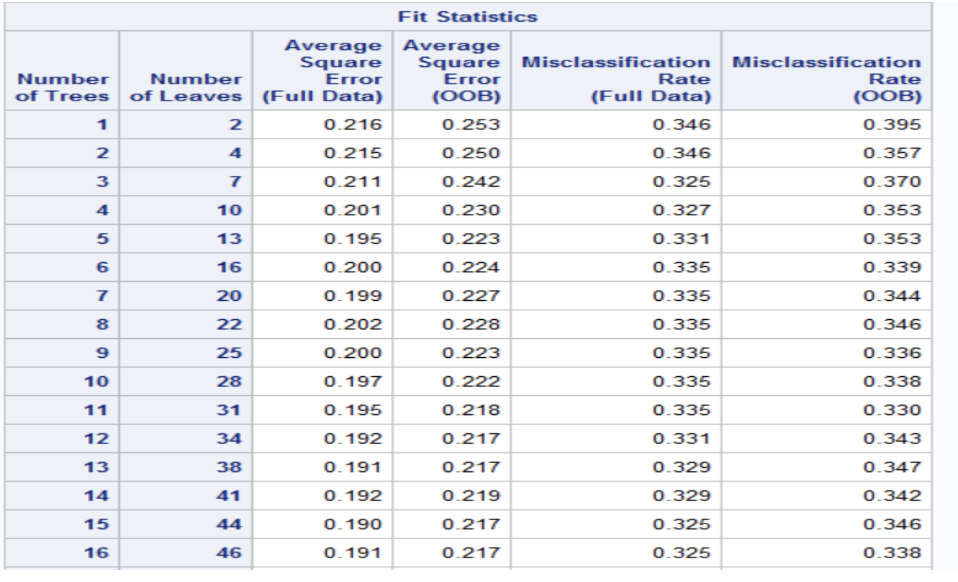 Fit Statistics
Number of Trees Number of Leaves Average Square Error (Full Data) Average Square Error (OOB) Misclassification Rate (Full Data) Misclassification Rate (OOB)
1 2 0.216 0.253 0.346 0.395
2 4 0.215 0.250 0.346 0.357
3 7 0.211 0.242 0.325 0.370
4 10 0.201 0.230 0.327 0.353
5 13 0.195 0.223 0.331 0.353
6 16 0.200 0.224 0.335 0.339
7 20 0.199 0.227 0.335 0.344
8 22 0.202 0.228 0.335 0.346
9 25 0.200 0.223 0.335 0.336
10 28 0.197 0.222 0.335 0.338
11 31 0.195 0.218 0.335 0.330
12 34 0.192 0.217 0.331 0.343
13 38 0.191 0.217 0.329 0.347
14 41 0.192 0.219 0.329 0.342
15 44 0.190 0.217 0.325 0.346
16 46 0.191 0.217 0.325 0.338